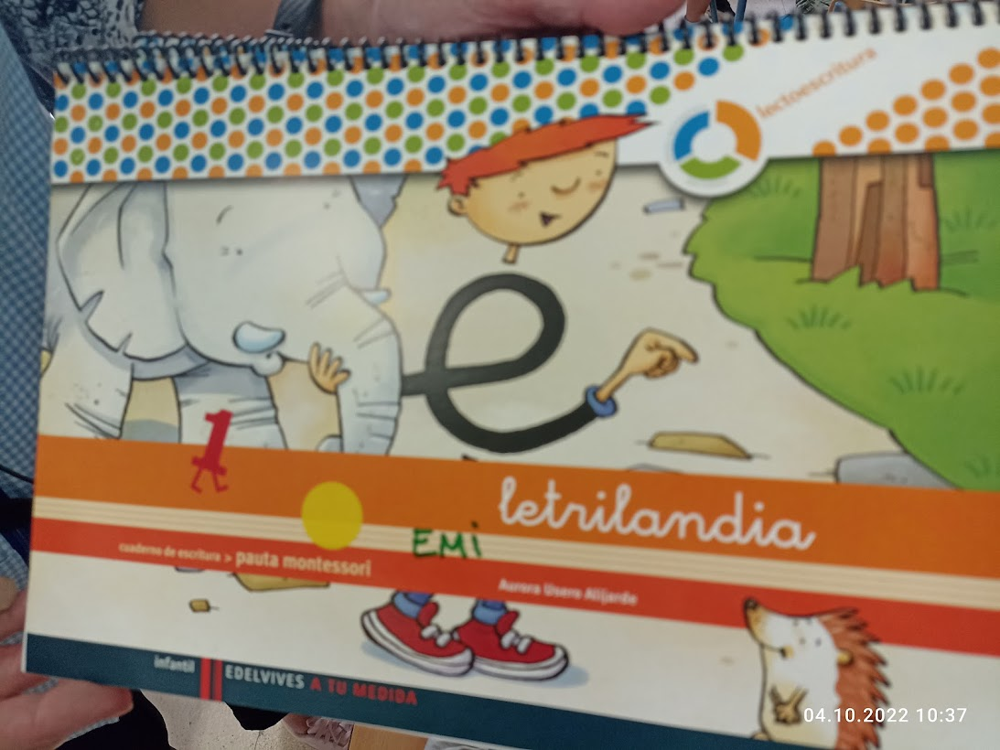 lectoescritura
e
1
letrilandia
EMi
cuaderno de escritura > pauta montessori
Aurora Usero Alijarde
infantil
EDELVIVES A TU MEDIDA
04.10.2022 10:37